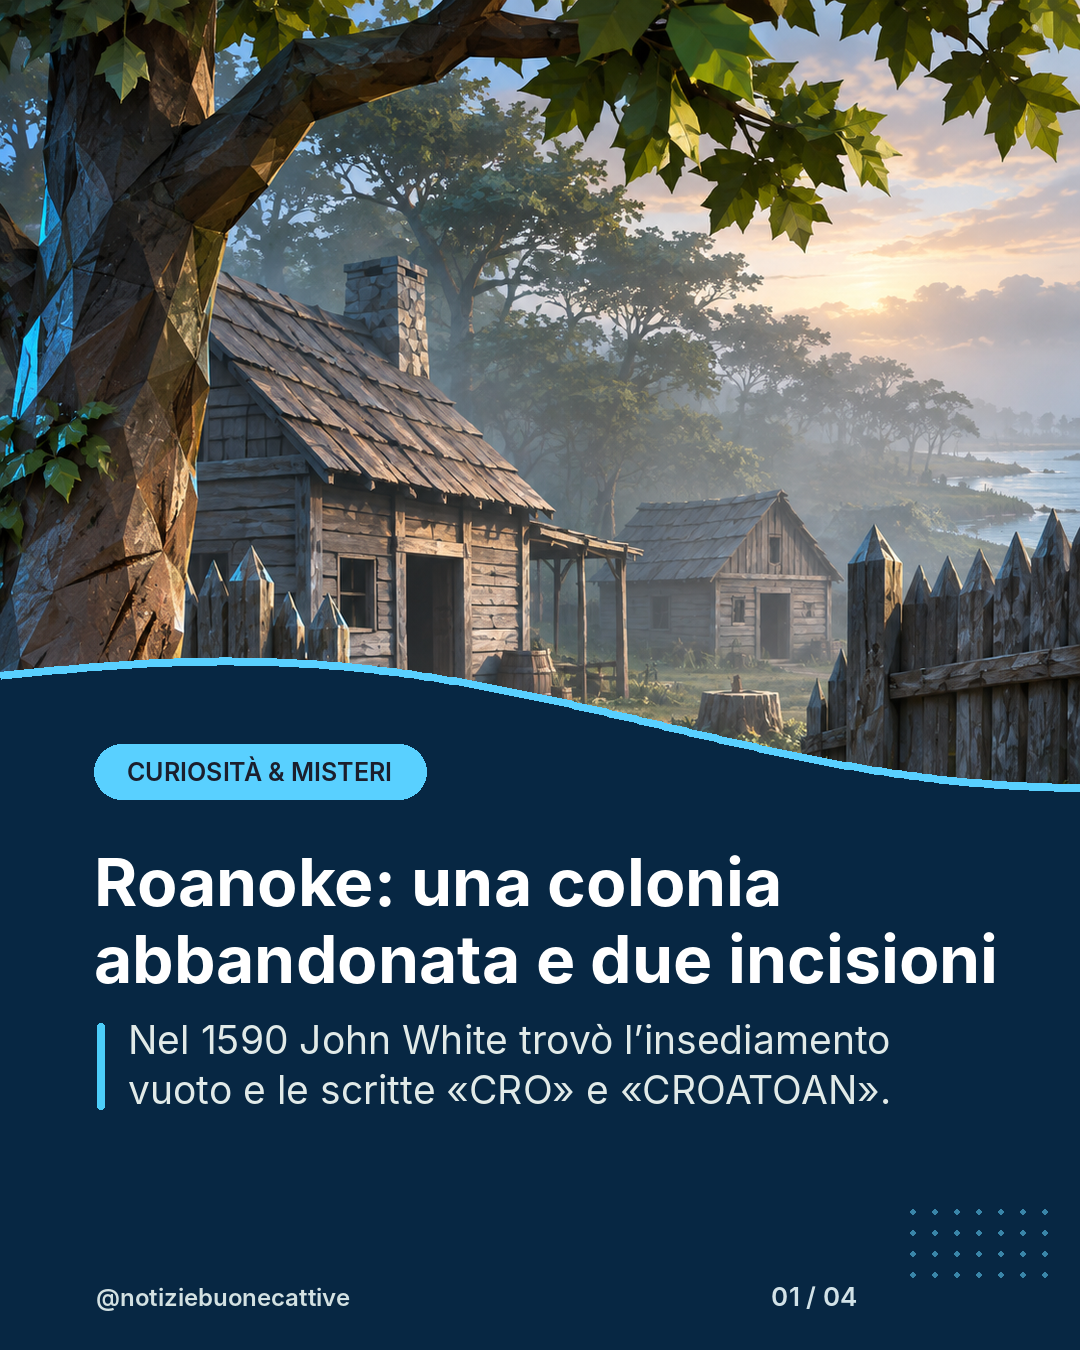 CURIOSITÀ & MISTERI
Roanoke: una colonia
abbandonata e due incisioni
Nel 1590 John White trovò l’insediamento
vuoto e le scritte «CRO» e «CROATOAN».
@notiziebuonecattive
01 / 04